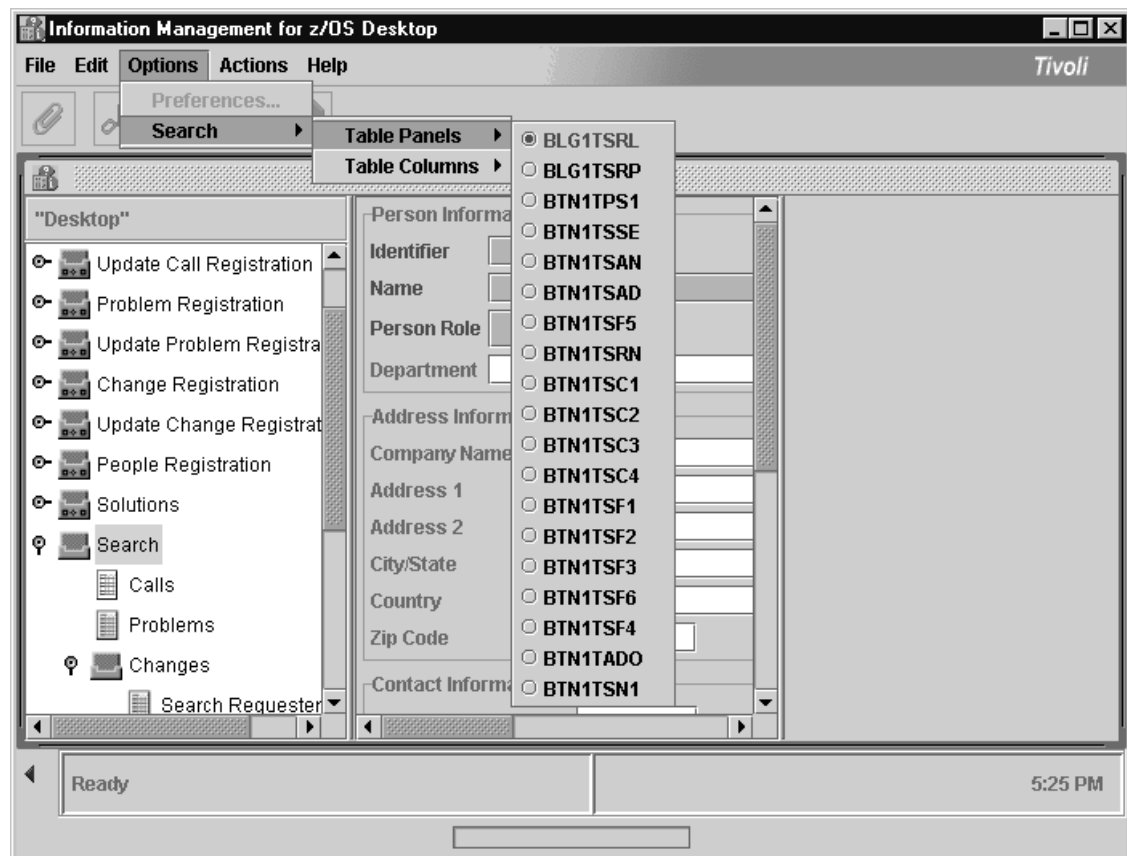 Information Management for z/OS Desktop
File Edit Options Actions Help
Tivoli
Preferences...
Search
Table Panels
Table Columns
BLG1TSRL
BLG1TSRP
BTN1TPS1
BTN1TSSE
BTN1TSAN
BTN1TSAD
BTN1TSF5
BTN1TSRN
BTN1TSC1
BTN1TSC2
BTN1TSC3
BTN1TSC4
BTN1TSF1
BTN1TSF2
BTN1TSF3
BTN1TSF6
BTN1TSF4
BTN1TADO
BTN1TSN1
"Desktop"
Update Call Registration
Problem Registration
Update Problem Registra
Change Registration
Update Change Registrat
People Registration
Solutions
Search
Calls
Problems
Changes
Search Requester
Person Informa
Identifier
Name
Person Role
Department
Address Inform
Company Name
Address 1
Address 2
City/State
Country
Zip Code
Contact Informa
Ready
5:25 PM